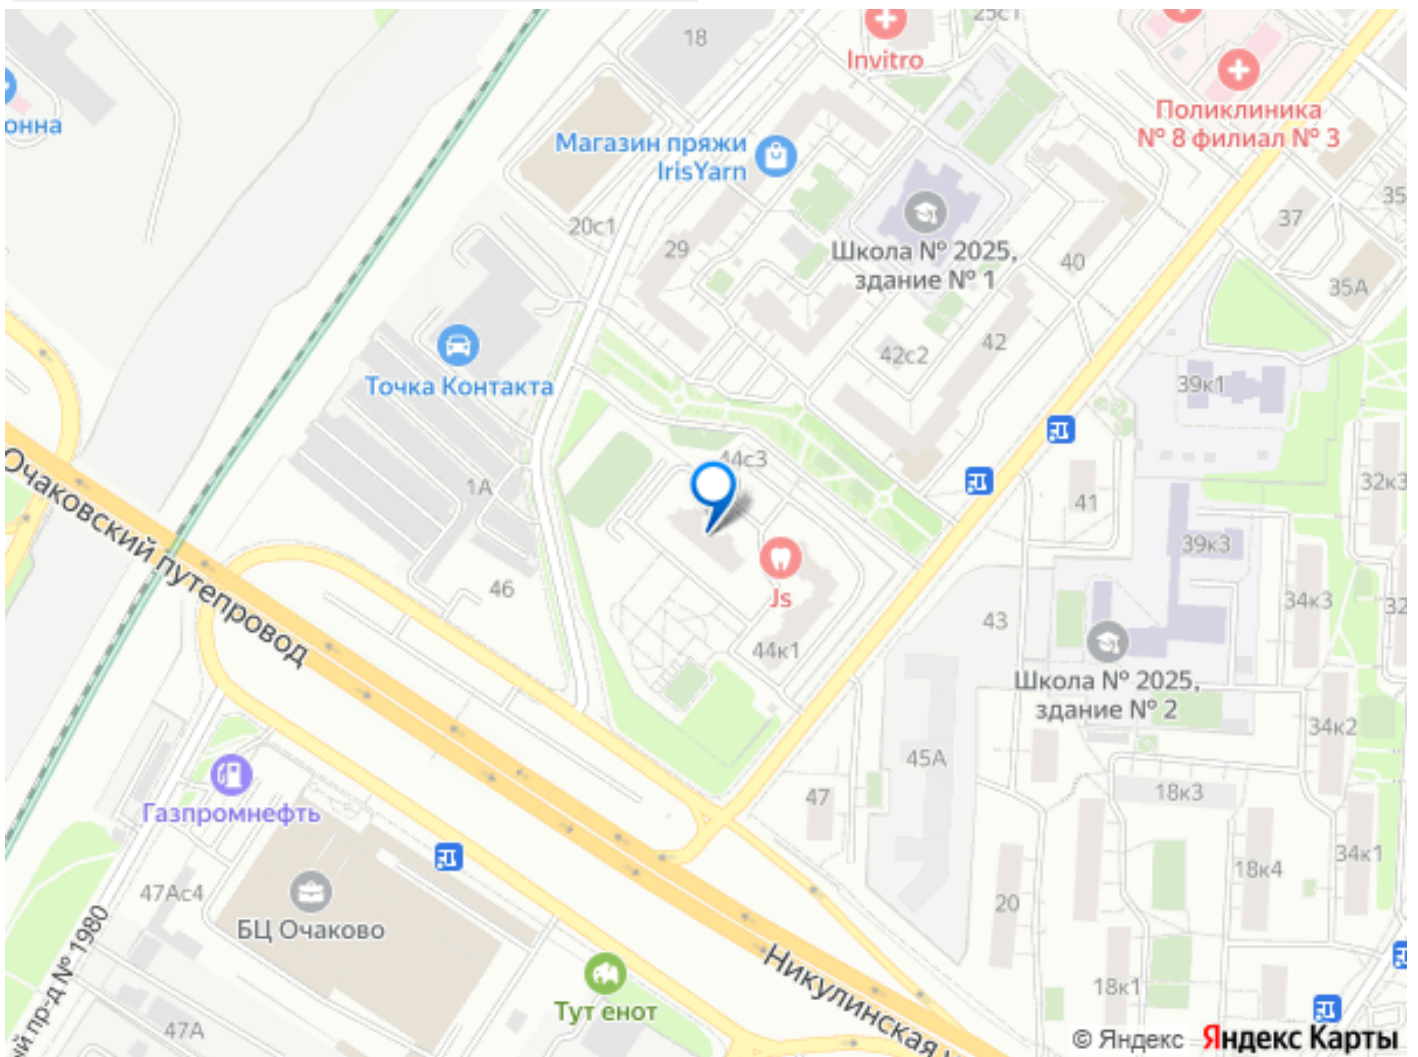 18
25с1
Invitro
Поликлиника
№ 8 филиал № 3
онна
Магазин пряжи
IrisYarn
20с1
29
Школа № 2025,
здание № 1
40
37
35
35А
42с2
42
Точка Контакта
39к1
44с3
1А
41
32к3
39к3
Очаковский путепровод
46
Js
43
34к3
32
44к1
Школа № 2025,
здание № 2
34к2
45А
47
18к3
Газпромнефть
34к1
18к4
47Ас4
БЦ Очаково
20
ый пр-д № 1980
Никулинская у
Тут енот
18к1
47А
© Яндекс Яндекс Карты